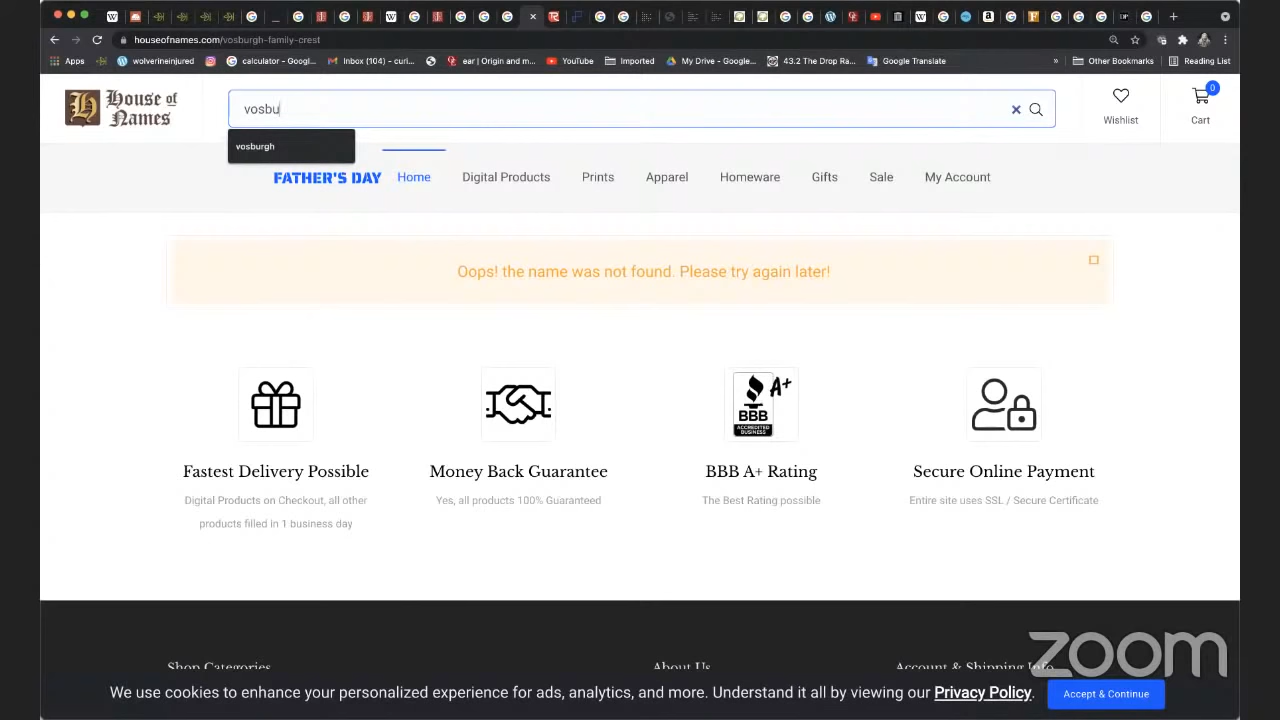 houseofnames.com/vosburgh-family-crest
Apps
wolverineinjured
calculator - Googl...
Inbox (104) - curi...
ear | Origin and m...
YouTube
Imported
My Drive - Google...
43.2 The Drop Ra...
Google Translate
»
Other Bookmarks
Reading List
House of
Names
vosbu
vosburgh
Wishlist
0
Cart
FATHER'S DAY
Home
Digital Products
Prints
Apparel
Homeware
Gifts
Sale
My Account
Oops! the name was not found. Please try again later!
BBB
ACCREDITED
BUSINESS
A+
Fastest Delivery Possible
Digital Products on Checkout, all other
products filled in 1 business day
Money Back Guarantee
Yes, all products 100% Guaranteed
BBB A+ Rating
The Best Rating possible
Secure Online Payment
Entire site uses SSL / Secure Certificate
Shop Categories
About Us
Account & Shipping Info
We use cookies to enhance your personalized experience for ads, analytics, and more. Understand it all by viewing our Privacy Policy.
Accept & Continue
zoom